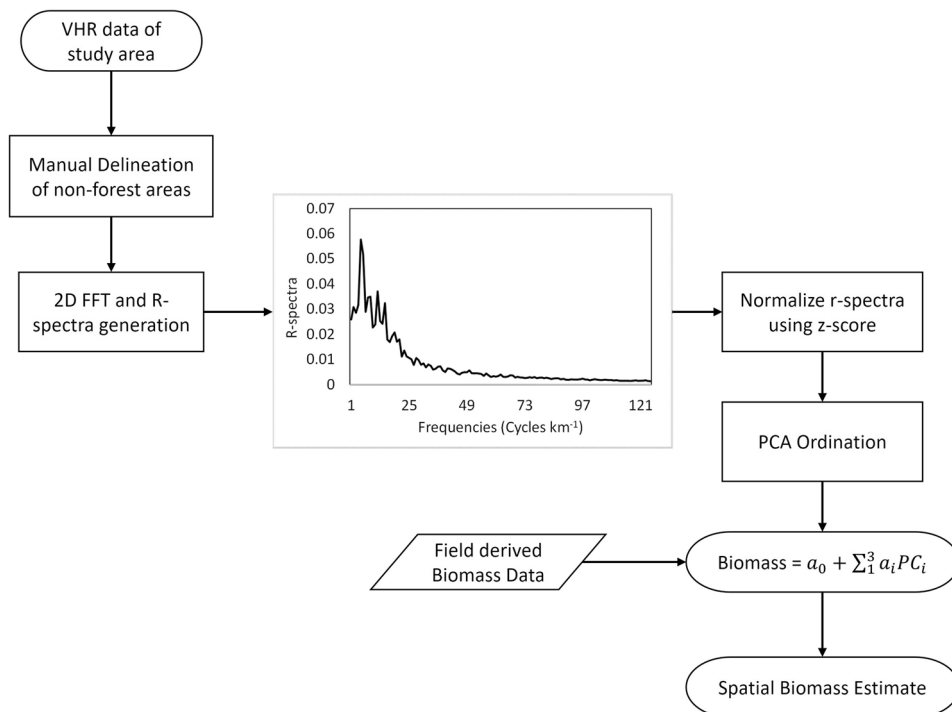 VHR data of
study area
Manual Delineation
of non-forest areas
2D FFT and R-
spectra generation
0.07
0.06
0.05
0.04
0.03
0.02
0.01
0
R-spectra
1 25 49 73 97 121
Frequencies (Cycles km⁻¹)
Normalize r-spectra
using z-score
PCA Ordination
Field derived
Biomass Data
Biomass = 𝑎₀ + ∑₁³ 𝑎ᵢ𝑃𝐶ᵢ
Spatial Biomass Estimate